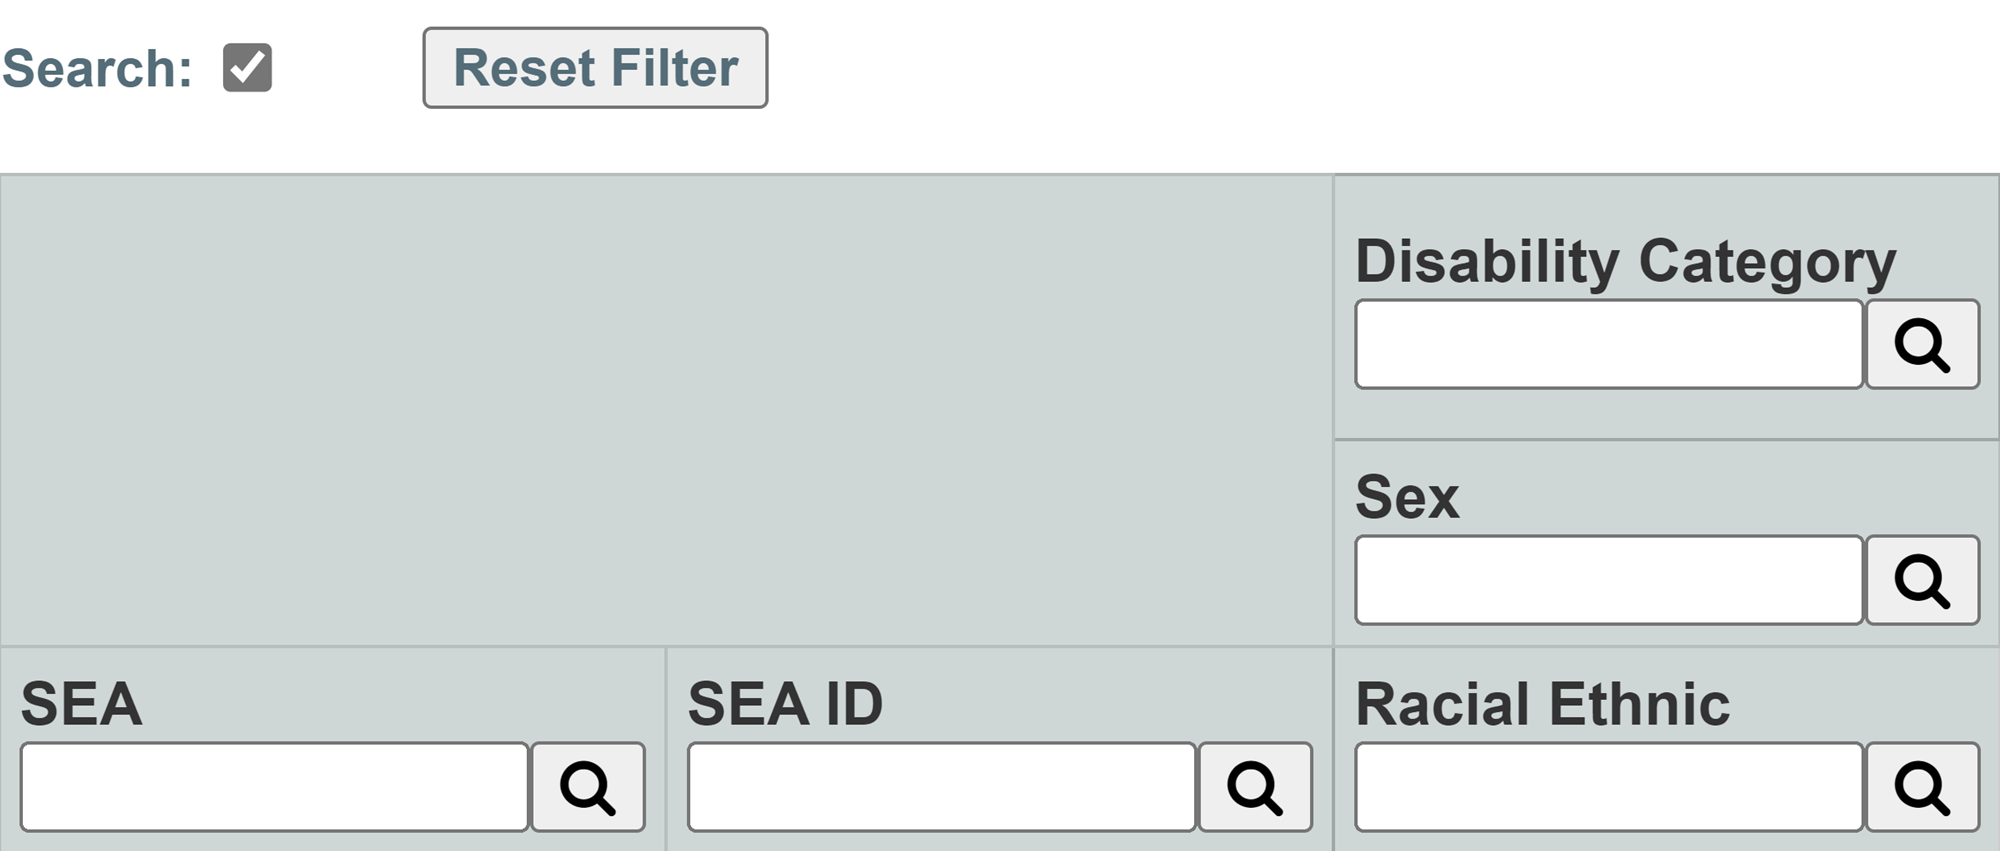 Search:
Reset Filter
Disability Category
Sex
SEA
SEA ID
Racial Ethnic